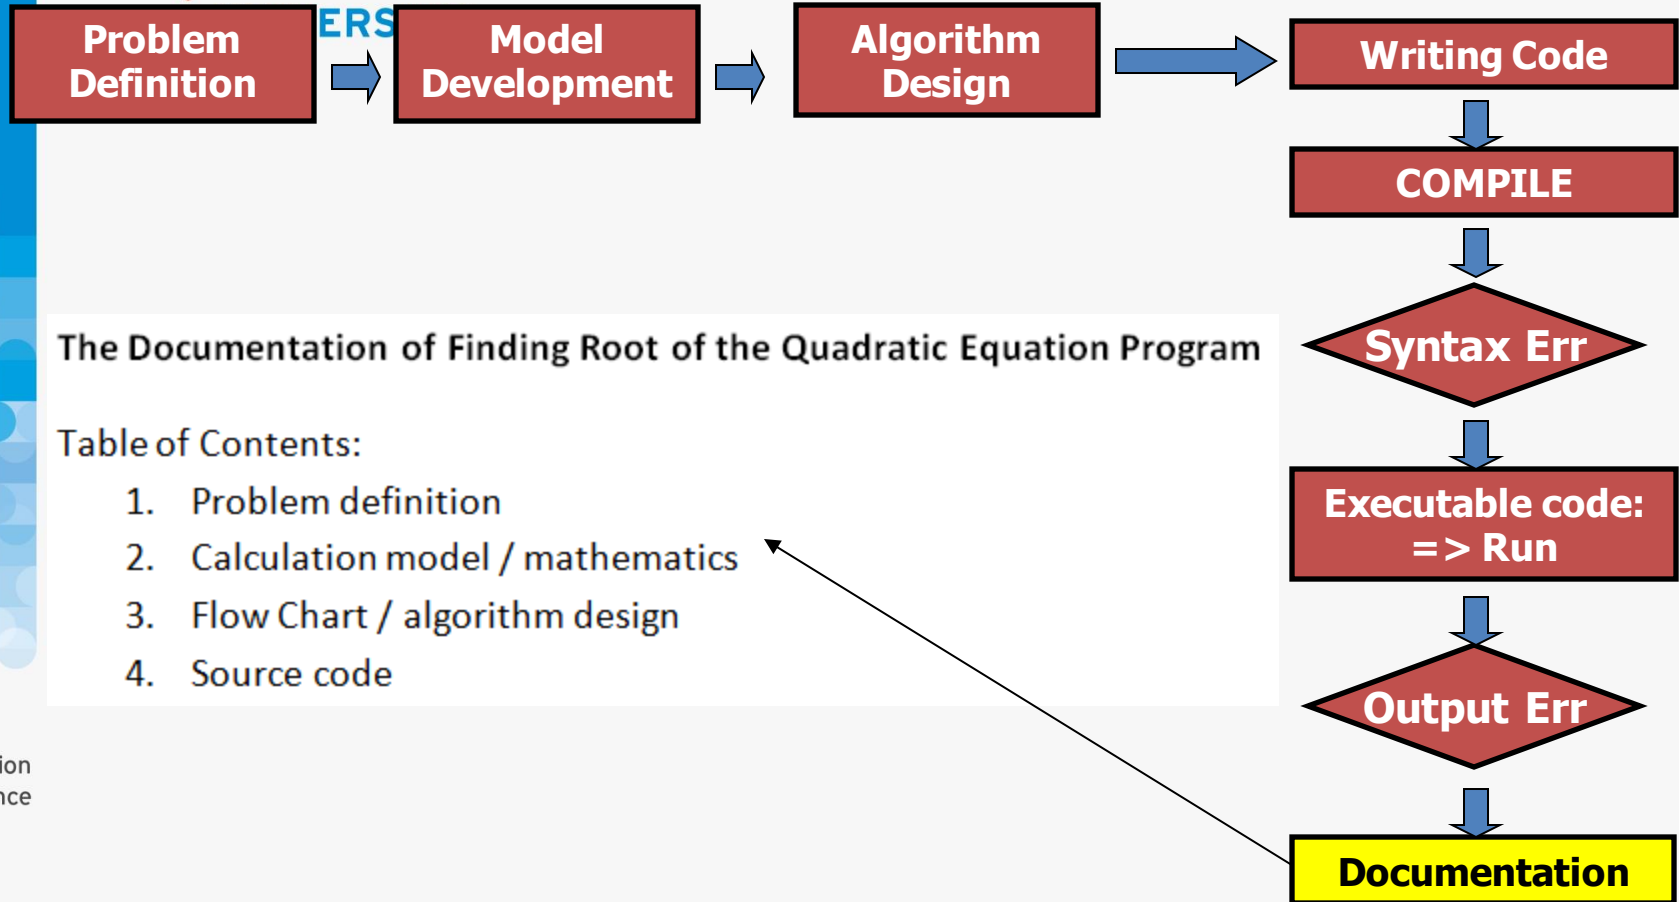 ERS
Problem
Definition
Model
Development
Algorithm
Design
Writing Code
COMPILE
Syntax Err
Executable code:
=> Run
Output Err
Documentation
The Documentation of Finding Root of the Quadratic Equation Program
Table of Contents:
1. Problem definition
2. Calculation model / mathematics
3. Flow Chart / algorithm design
4. Source code
ion
nce